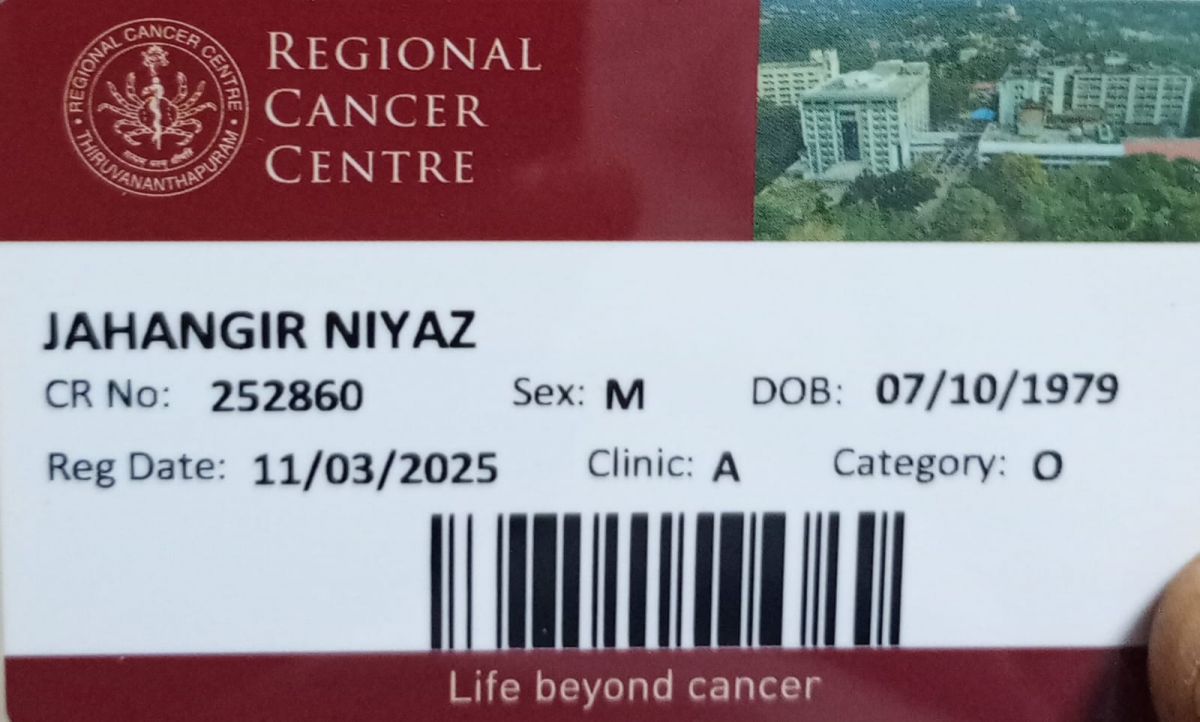 REGIONAL CANCER CENTRE
THIRUVANANTHAPURAM
REGIONAL
CANCER
CENTRE
JAHANGIR NIYAZ
CR No: 252860 Sex: M DOB: 07/10/1979
Reg Date: 11/03/2025 Clinic: A Category: O
Life beyond cancer